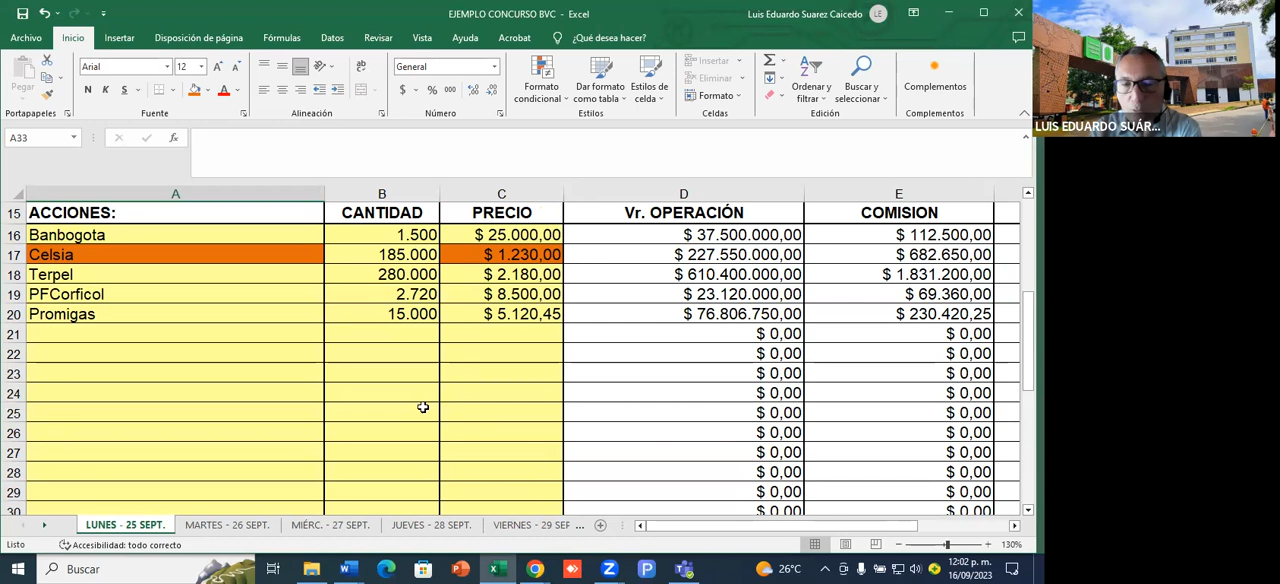 EJEMPLO CONCURSO BVC - Excel
Luis Eduardo Suarez Caicedo LE
Archivo Inicio Insertar Disposición de página Fórmulas Datos Revisar Vista Ayuda Acrobat ¿Qué desea hacer?
Pegar
Arial 12
General
N K S
$ % 000
Formato condicional
Dar formato como tabla
Estilos de celda
Insertar
Eliminar
Formato
Ordenar y filtrar
Buscar y seleccionar
Complementos
Portapapeles Fuente Alineación Número Estilos Celdas Edición Complementos
LUIS EDUARDO SUÁR...
A33 fx
A B C D E
15 ACCIONES: CANTIDAD PRECIO Vr. OPERACIÓN COMISION
16 Banbogota 1.500 $ 25.000,00 $ 37.500.000,00 $ 112.500,00
17 Celsia 185.000 $ 1.230,00 $ 227.550.000,00 $ 682.650,00
18 Terpel 280.000 $ 2.180,00 $ 610.400.000,00 $ 1.831.200,00
19 PFCorficol 2.720 $ 8.500,00 $ 23.120.000,00 $ 69.360,00
20 Promigas 15.000 $ 5.120,45 $ 76.806.750,00 $ 230.420,25
21 $ 0,00 $ 0,00
22 $ 0,00 $ 0,00
23 $ 0,00 $ 0,00
24 $ 0,00 $ 0,00
25 $ 0,00 $ 0,00
26 $ 0,00 $ 0,00
27 $ 0,00 $ 0,00
28 $ 0,00 $ 0,00
29 $ 0,00 $ 0,00
30 $ 0,00 $ 0,00
LUNES - 25 SEPT. MARTES - 26 SEPT. MIÉRC. - 27 SEPT. JUEVES - 28 SEPT. VIERNES - 29 SEP ...
Listo Accesibilidad: todo correcto 130%
Buscar 26°C 12:02 p. m.
16/09/2023